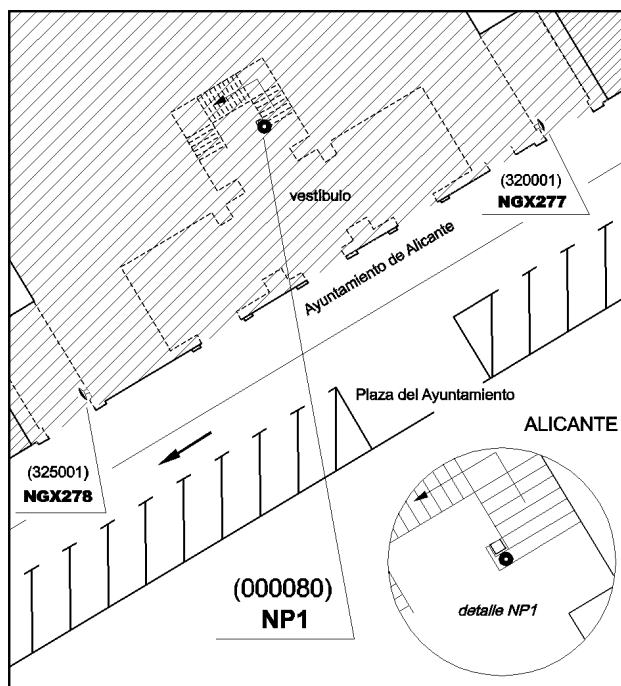 (320001)
NGX277
vestíbulo
Ayuntamiento de Alicante
Plaza del Ayuntamiento
ALICANTE
(325001)
NGX278
(000080)
NP1
detalle NP1